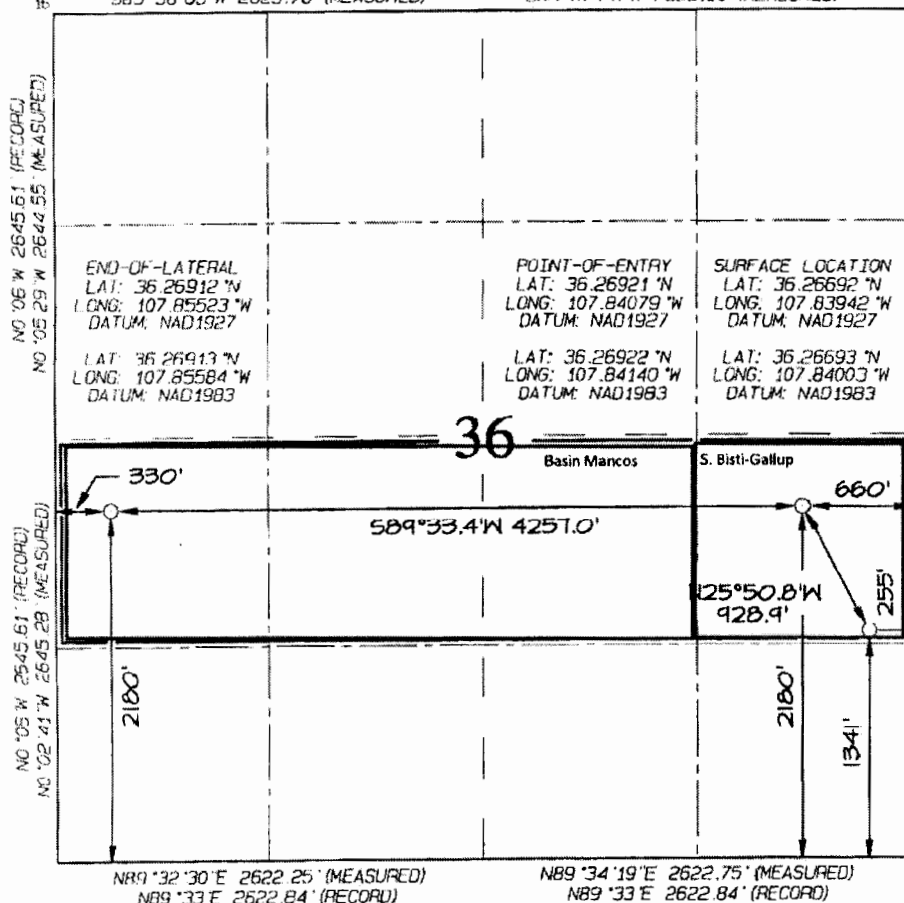 16
NO °06'W 2645.61' (RECORD)
NO °05'29"W 2644.55' (MEASURED)
END-OF-LATERAL
LAT: 36.26912 °N
LONG: 107.85523 °W
DATUM: NAD1927
LAT: 36.26913 °N
LONG: 107.85584 °W
DATUM: NAD1983
POINT-OF-ENTRY
LAT: 36.26921 °N
LONG: 107.84079 °W
DATUM: NAD1927
LAT: 36.26922 °N
LONG: 107.84140 °W
DATUM: NAD1983
SURFACE LOCATION
LAT: 36.26692 °N
LONG: 107.83942 °W
DATUM: NAD1927
LAT: 36.26693 °N
LONG: 107.84003 °W
DATUM: NAD1983
36
Basin Mancos
S. Bisti-Gallup
330'
660'
S89°33.4'W 4257.0'
N25°50.8'W
928.9'
255'
2180'
2180'
1341'
NO °05'W 2645.61' (RECORD)
NO °02'41"W 2645.28' (MEASURED)
N89°32'30"E 2622.25' (MEASURED)
N89°33'E 2622.84' (RECORD)
N89°34'19"E 2622.75' (MEASURED)
N89°33'E 2622.84' (RECORD)